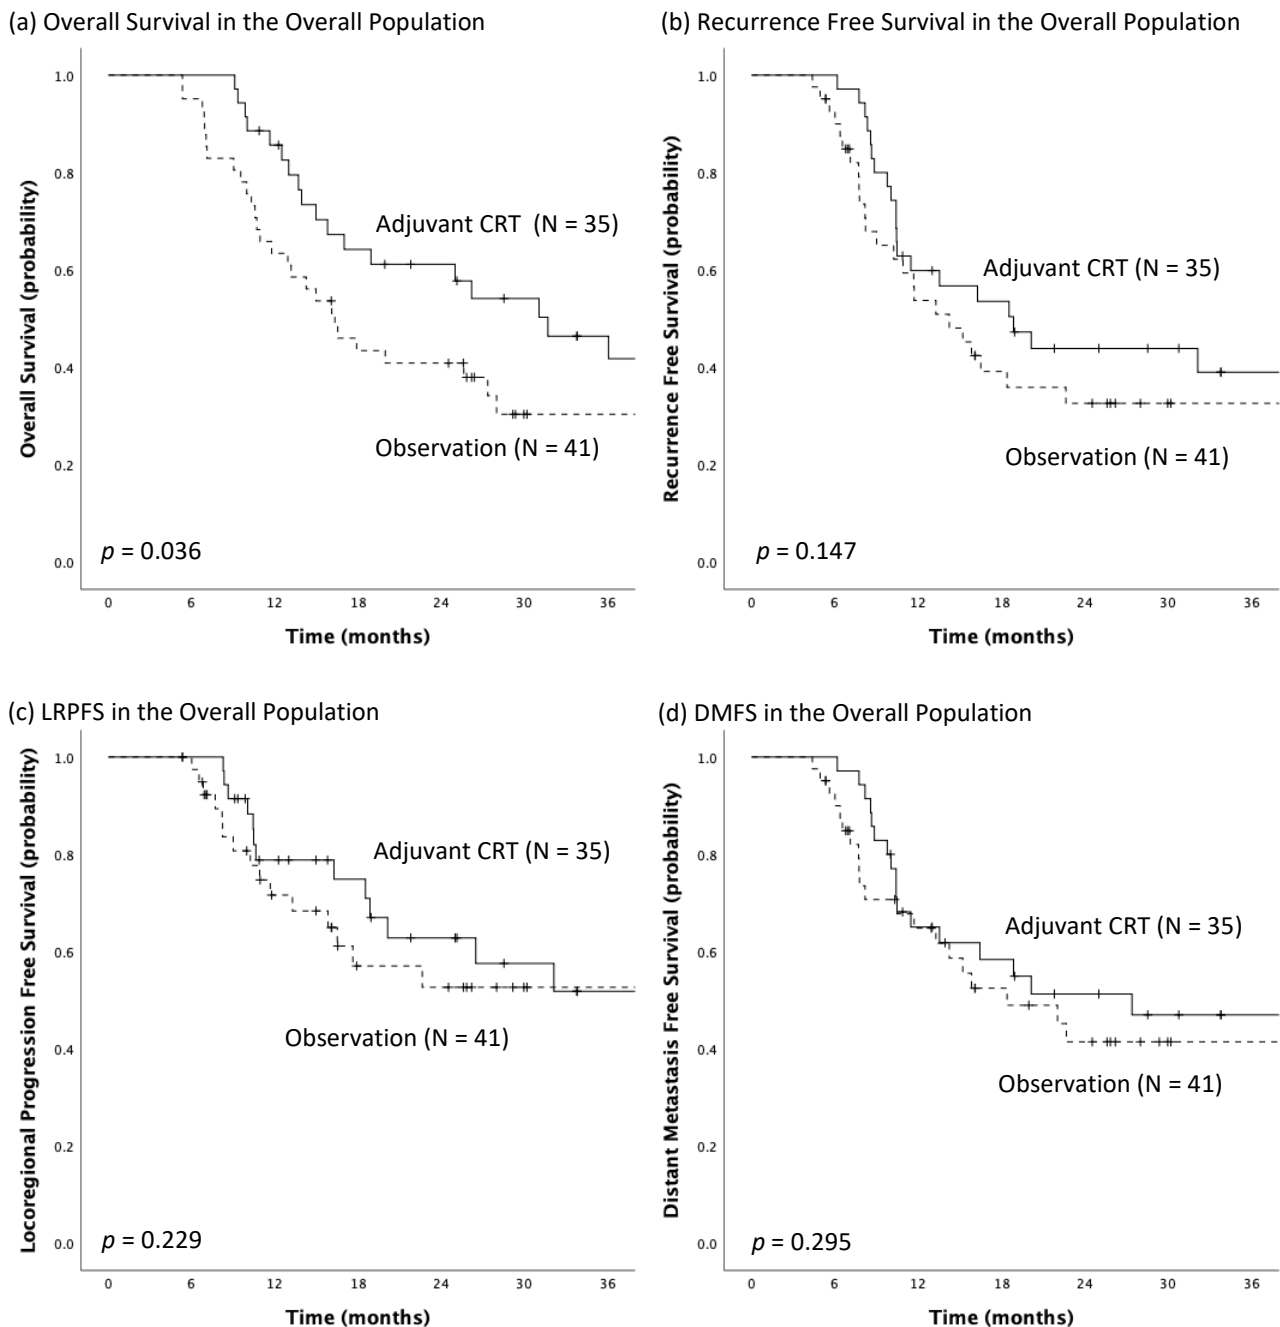 (a) Overall Survival in the Overall Population
Overall Survival (probability)
1.0
0.8
0.6
0.4
0.2
0.0
Adjuvant CRT (N = 35)
Observation (N = 41)
p = 0.036
0 6 12 18 24 30 36
Time (months)
(b) Recurrence Free Survival in the Overall Population
Recurrence Free Survival (probability)
1.0
0.8
0.6
0.4
0.2
0.0
Adjuvant CRT (N = 35)
Observation (N = 41)
p = 0.147
0 6 12 18 24 30 36
Time (months)
(c) LRPFS in the Overall Population
Locoregional Progression Free Survival (probability)
1.0
0.8
0.6
0.4
0.2
0.0
Adjuvant CRT (N = 35)
Observation (N = 41)
p = 0.229
0 6 12 18 24 30 36
Time (months)
(d) DMFS in the Overall Population
Distant Metastasis Free Survival (probability)
1.0
0.8
0.6
0.4
0.2
0.0
Adjuvant CRT (N = 35)
Observation (N = 41)
p = 0.295
0 6 12 18 24 30 36
Time (months)